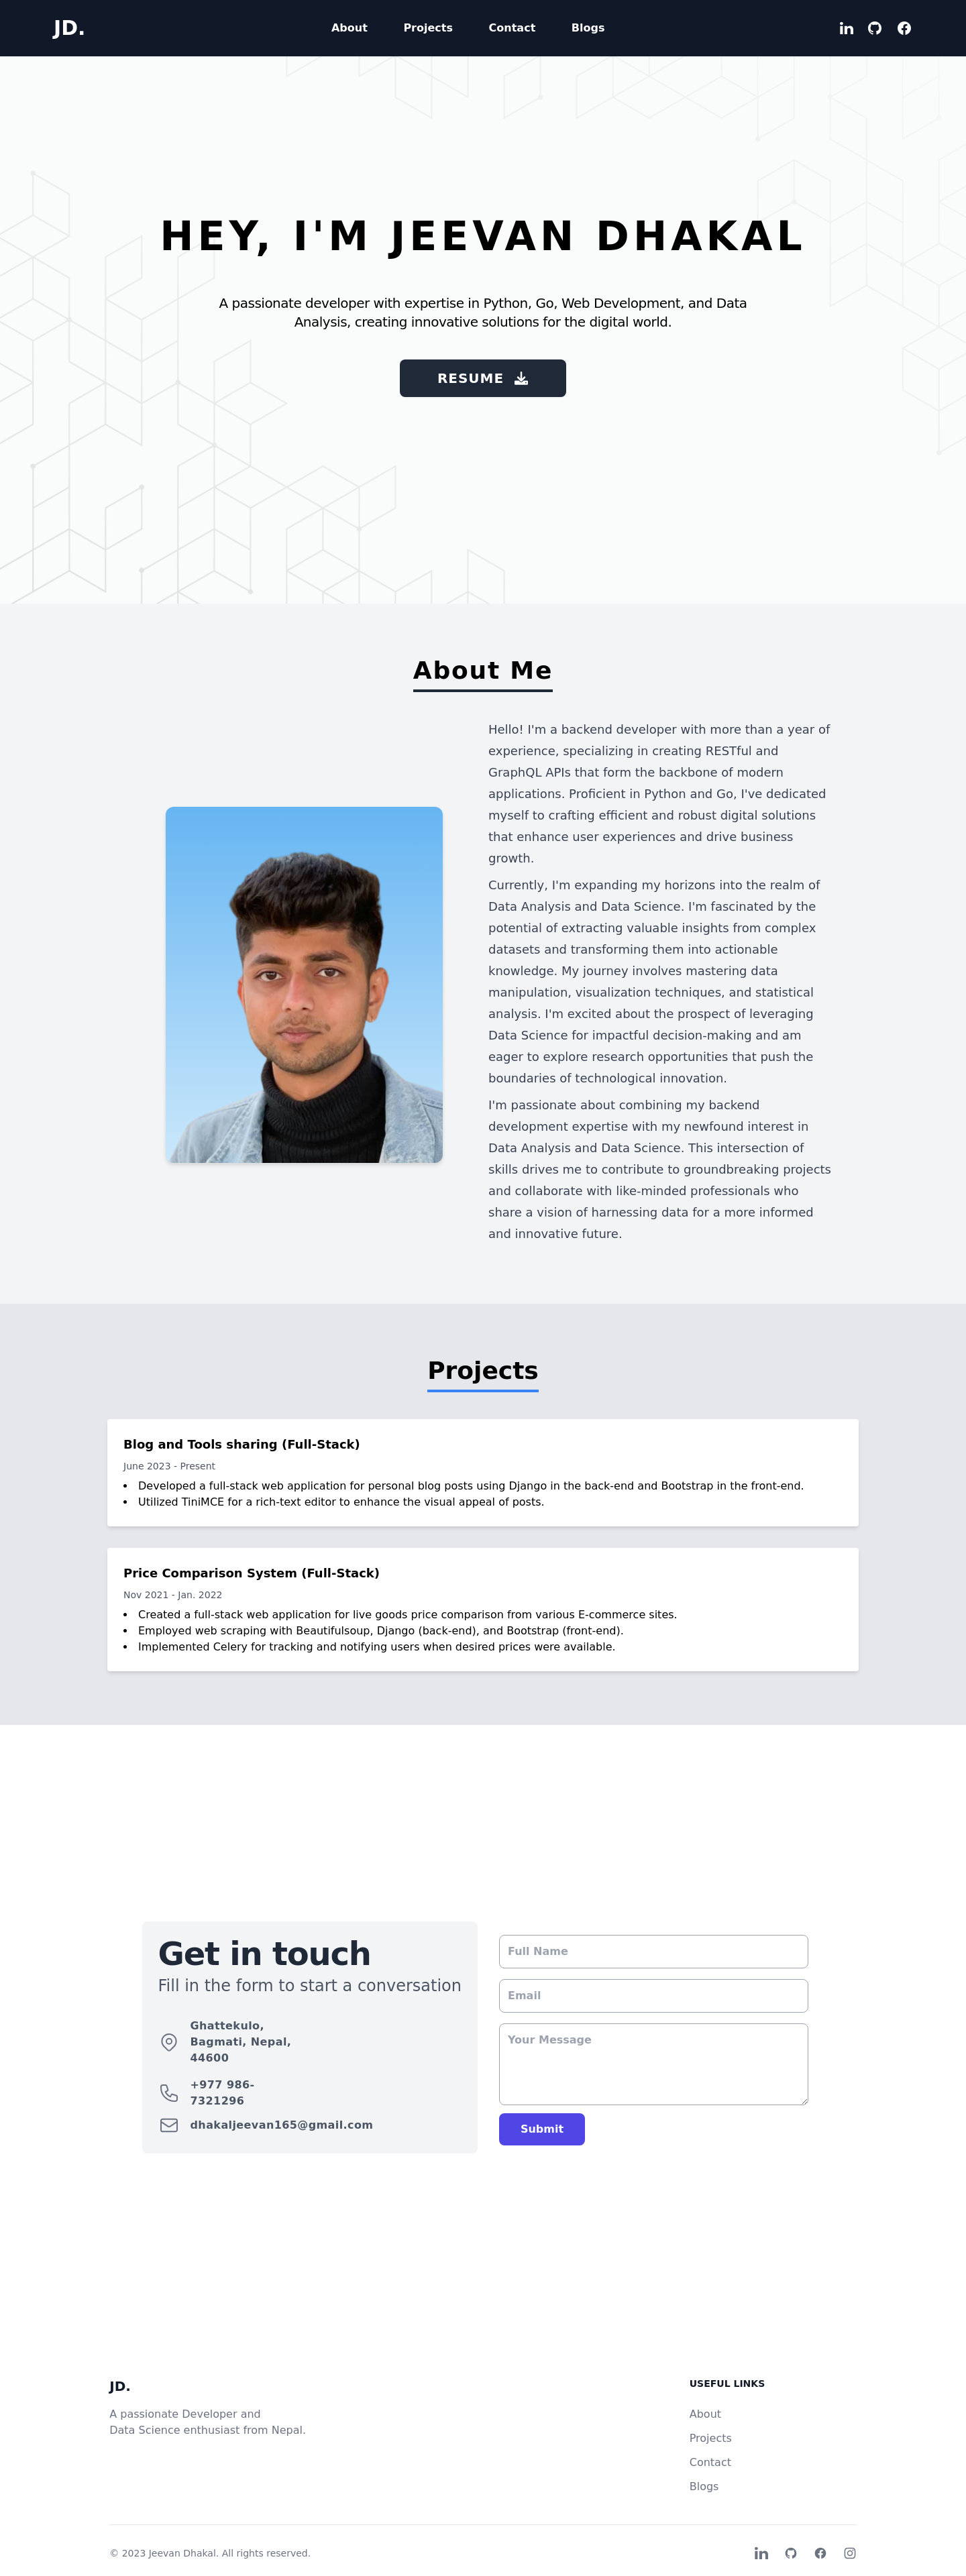 JD.
About
Projects
Contact
Blogs
HEY, I'M JEEVAN DHAKAL
A passionate developer with expertise in Python, Go, Web Development, and Data
Analysis, creating innovative solutions for the digital world.
RESUME
About Me
Hello! I'm a backend developer with more than a year of
experience, specializing in creating RESTful and
GraphQL APIs that form the backbone of modern
applications. Proficient in Python and Go, I've dedicated
myself to crafting efficient and robust digital solutions
that enhance user experiences and drive business
growth.
Currently, I'm expanding my horizons into the realm of
Data Analysis and Data Science. I'm fascinated by the
potential of extracting valuable insights from complex
datasets and transforming them into actionable
knowledge. My journey involves mastering data
manipulation, visualization techniques, and statistical
analysis. I'm excited about the prospect of leveraging
Data Science for impactful decision-making and am
eager to explore research opportunities that push the
boundaries of technological innovation.
I'm passionate about combining my backend
development expertise with my newfound interest in
Data Analysis and Data Science. This intersection of
skills drives me to contribute to groundbreaking projects
and collaborate with like-minded professionals who
share a vision of harnessing data for a more informed
and innovative future.
Projects
Blog and Tools sharing (Full-Stack)
June 2023 - Present
• Developed a full-stack web application for personal blog posts using Django in the back-end and Bootstrap in the front-end.
• Utilized TiniMCE for a rich-text editor to enhance the visual appeal of posts.
Price Comparison System (Full-Stack)
Nov 2021 - Jan. 2022
• Created a full-stack web application for live goods price comparison from various E-commerce sites.
• Employed web scraping with Beautifulsoup, Django (back-end), and Bootstrap (front-end).
• Implemented Celery for tracking and notifying users when desired prices were available.
Get in touch
Fill in the form to start a conversation
Ghattekulo,
Bagmati, Nepal,
44600
+977 986-
7321296
dhakaljeevan165@gmail.com
Full Name
Email
Your Message
Submit
JD.
A passionate Developer and
Data Science enthusiast from Nepal.
USEFUL LINKS
About
Projects
Contact
Blogs
© 2023 Jeevan Dhakal. All rights reserved.